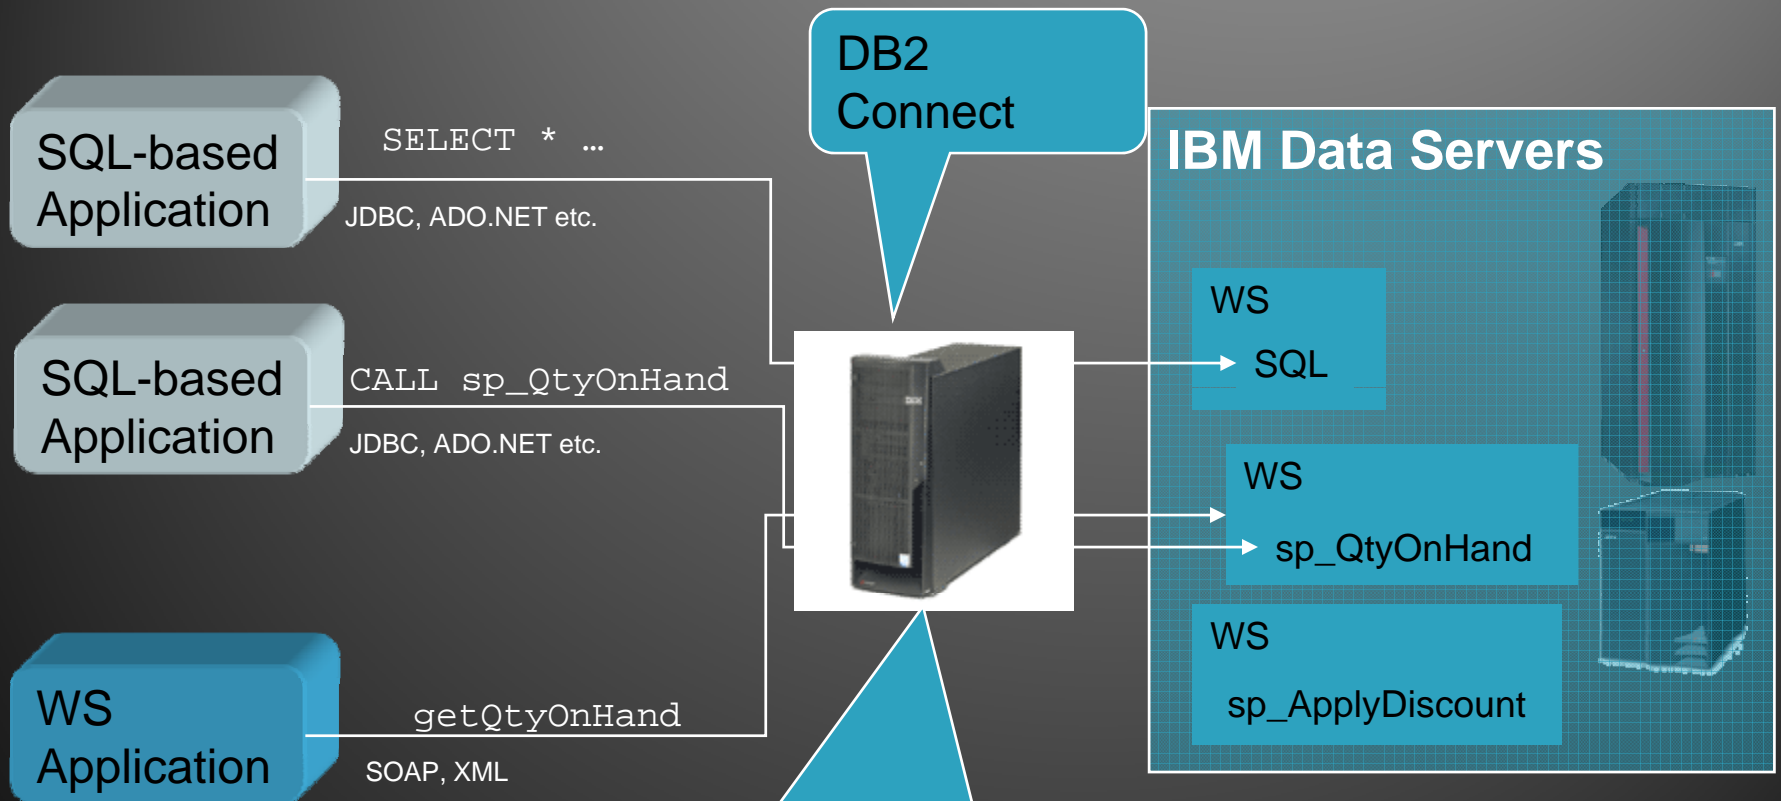 DB2
Connect
SQL-based
Application
SELECT * …
JDBC, ADO.NET etc.
IBM Data Servers
WS
SQL
SQL-based
Application
CALL sp_QtyOnHand
JDBC, ADO.NET etc.
WS
sp_QtyOnHand
WS
sp_ApplyDiscount
WS
Application
getQtyOnHand
SOAP, XML